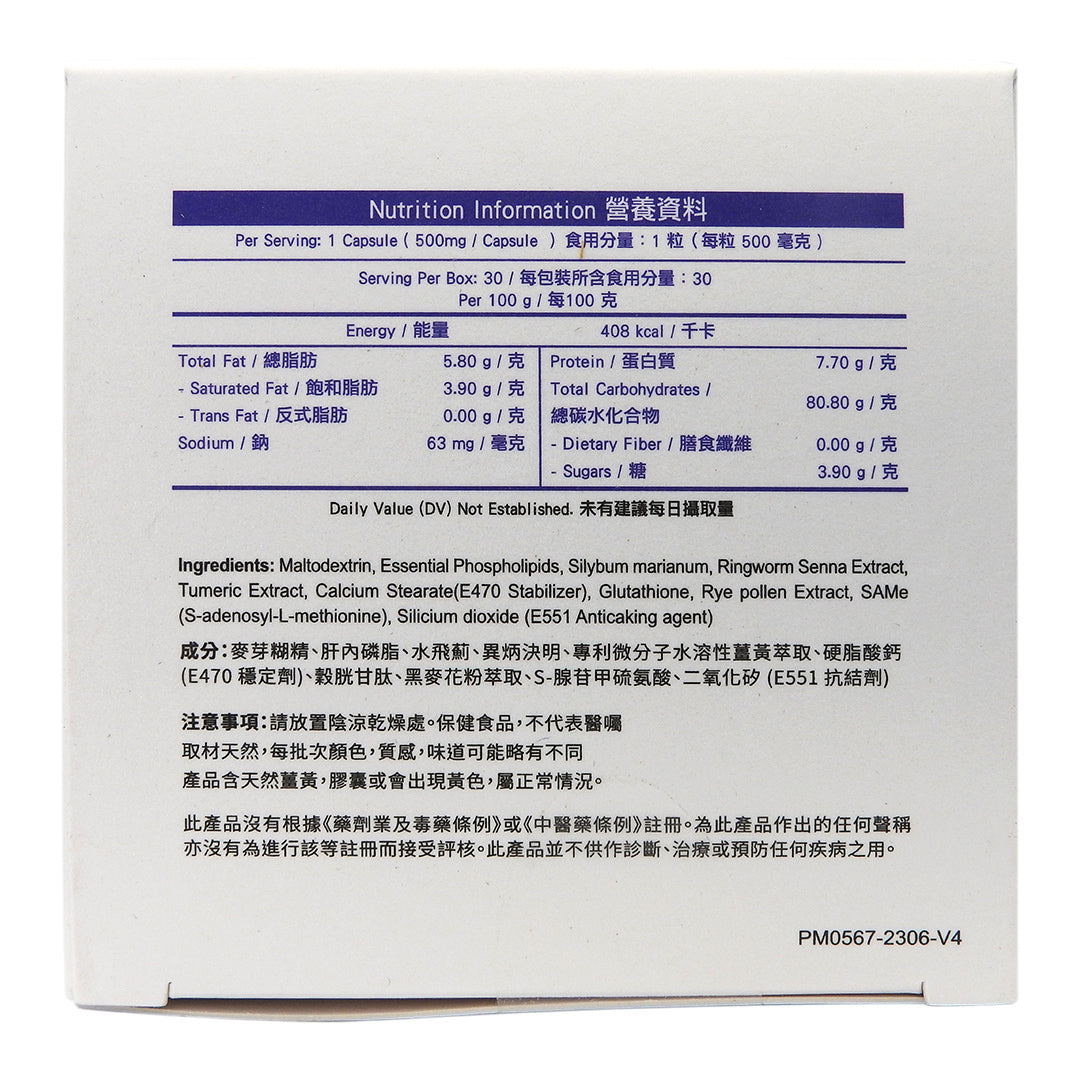 Nutrition Information 營養資料
Per Serving: 1 Capsule ( 500mg / Capsule ) 食用分量：1 粒（每粒 500 毫克）
Serving Per Box: 30 / 每包裝所含食用分量：30
Per 100 g / 每100 克
Energy / 能量 408 kcal / 千卡
Total Fat / 總脂肪 5.80 g / 克
- Saturated Fat / 飽和脂肪 3.90 g / 克
- Trans Fat / 反式脂肪 0.00 g / 克
Sodium / 鈉 63 mg / 毫克
Protein / 蛋白質 7.70 g / 克
Total Carbohydrates /
總碳水化合物 80.80 g / 克
- Dietary Fiber / 膳食纖維 0.00 g / 克
- Sugars / 糖 3.90 g / 克
Daily Value (DV) Not Established. 未有建議每日攝取量
Ingredients: Maltodextrin, Essential Phospholipids, Silybum marianum, Ringworm Senna Extract,
Tumeric Extract, Calcium Stearate(E470 Stabilizer), Glutathione, Rye pollen Extract, SAMe
(S-adenosyl-L-methionine), Silicium dioxide (E551 Anticaking agent)
成分：麥芽糊精、肝內磷脂、水飛薊、異炳決明、專利微分子水溶性薑黃萃取、硬脂酸鈣
(E470 穩定劑)、穀胱甘肽、黑麥花粉萃取、S-腺苷甲硫氨酸、二氧化矽 (E551 抗結劑)
注意事項：請放置陰涼乾燥處。保健食品，不代表醫囑
取材天然，每批次顏色，質感，味道可能略有不同
產品含天然薑黃，膠囊或會出現黃色，屬正常情況。
此產品沒有根據《藥劑業及毒藥條例》或《中醫藥條例》註冊。為此產品作出的任何聲稱
亦沒有為進行該等註冊而接受評核。此產品並不供作診斷、治療或預防任何疾病之用。
PM0567-2306-V4